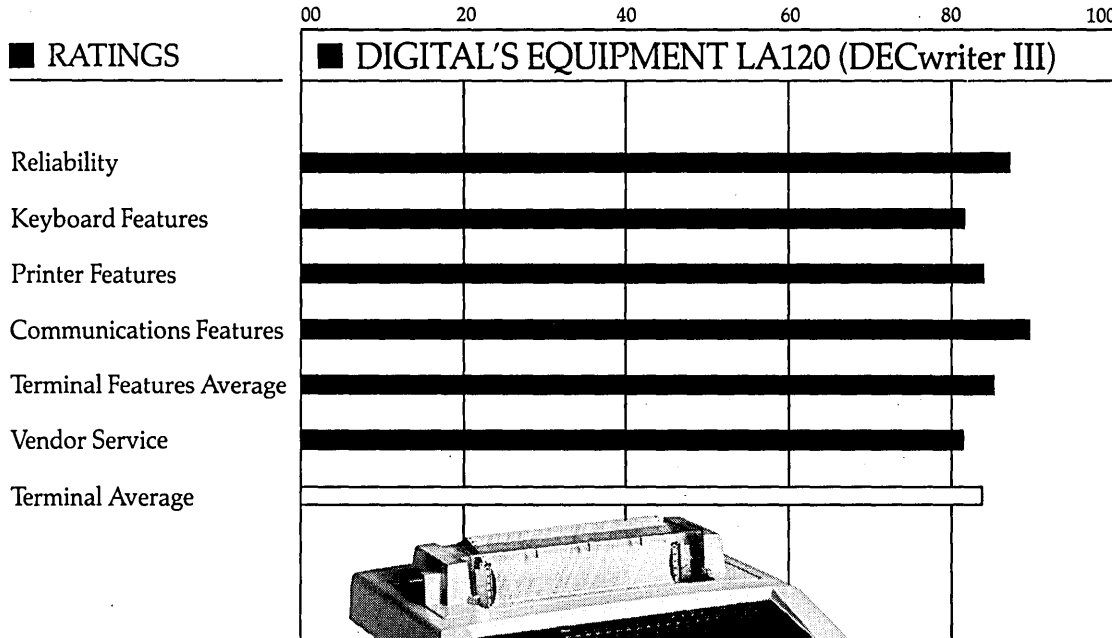 00 20 40 60 80 100
■ RATINGS ■ DIGITAL'S EQUIPMENT LA120 (DECwriter III)
Reliability
Keyboard Features
Printer Features
Communications Features
Terminal Features Average
Vendor Service
Terminal Average